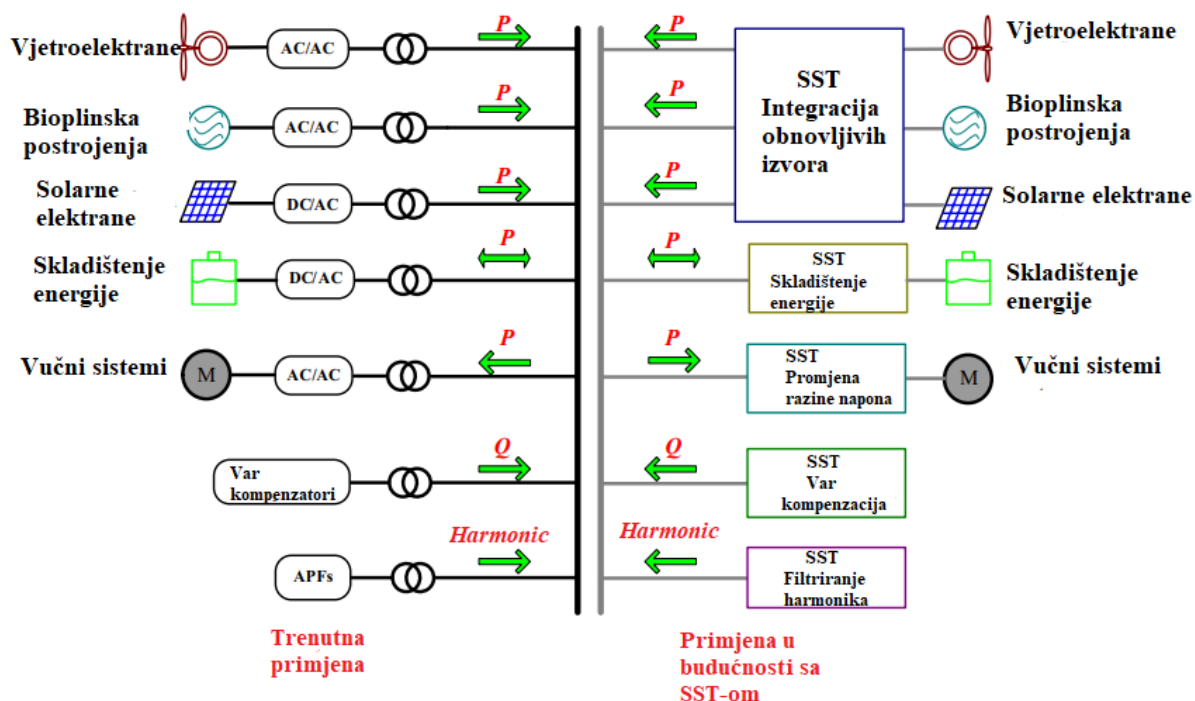 Vjetroelektrane
AC/AC
P
P
SST
Integracija
obnovljivih
izvora
Vjetroelektrane
Bioplinska
postrojenja
AC/AC
P
P
Bioplinska
postrojenja
Solarne
elektrane
DC/AC
P
P
Solarne elektrane
Skladištenje
energije
DC/AC
P
P
SST
Skladištenje
energije
Skladištenje
energije
Vučni sistemi
M
AC/AC
P
P
SST
Promjena
razine napona
M
Vučni sistemi
Var
kompenzatori
Q
Q
SST
Var
kompenzacija
APFs
Harmonic
Harmonic
SST
Filtriranje
harmonika
Trenutna
primjena
Primjena u
budućnosti sa
SST-om